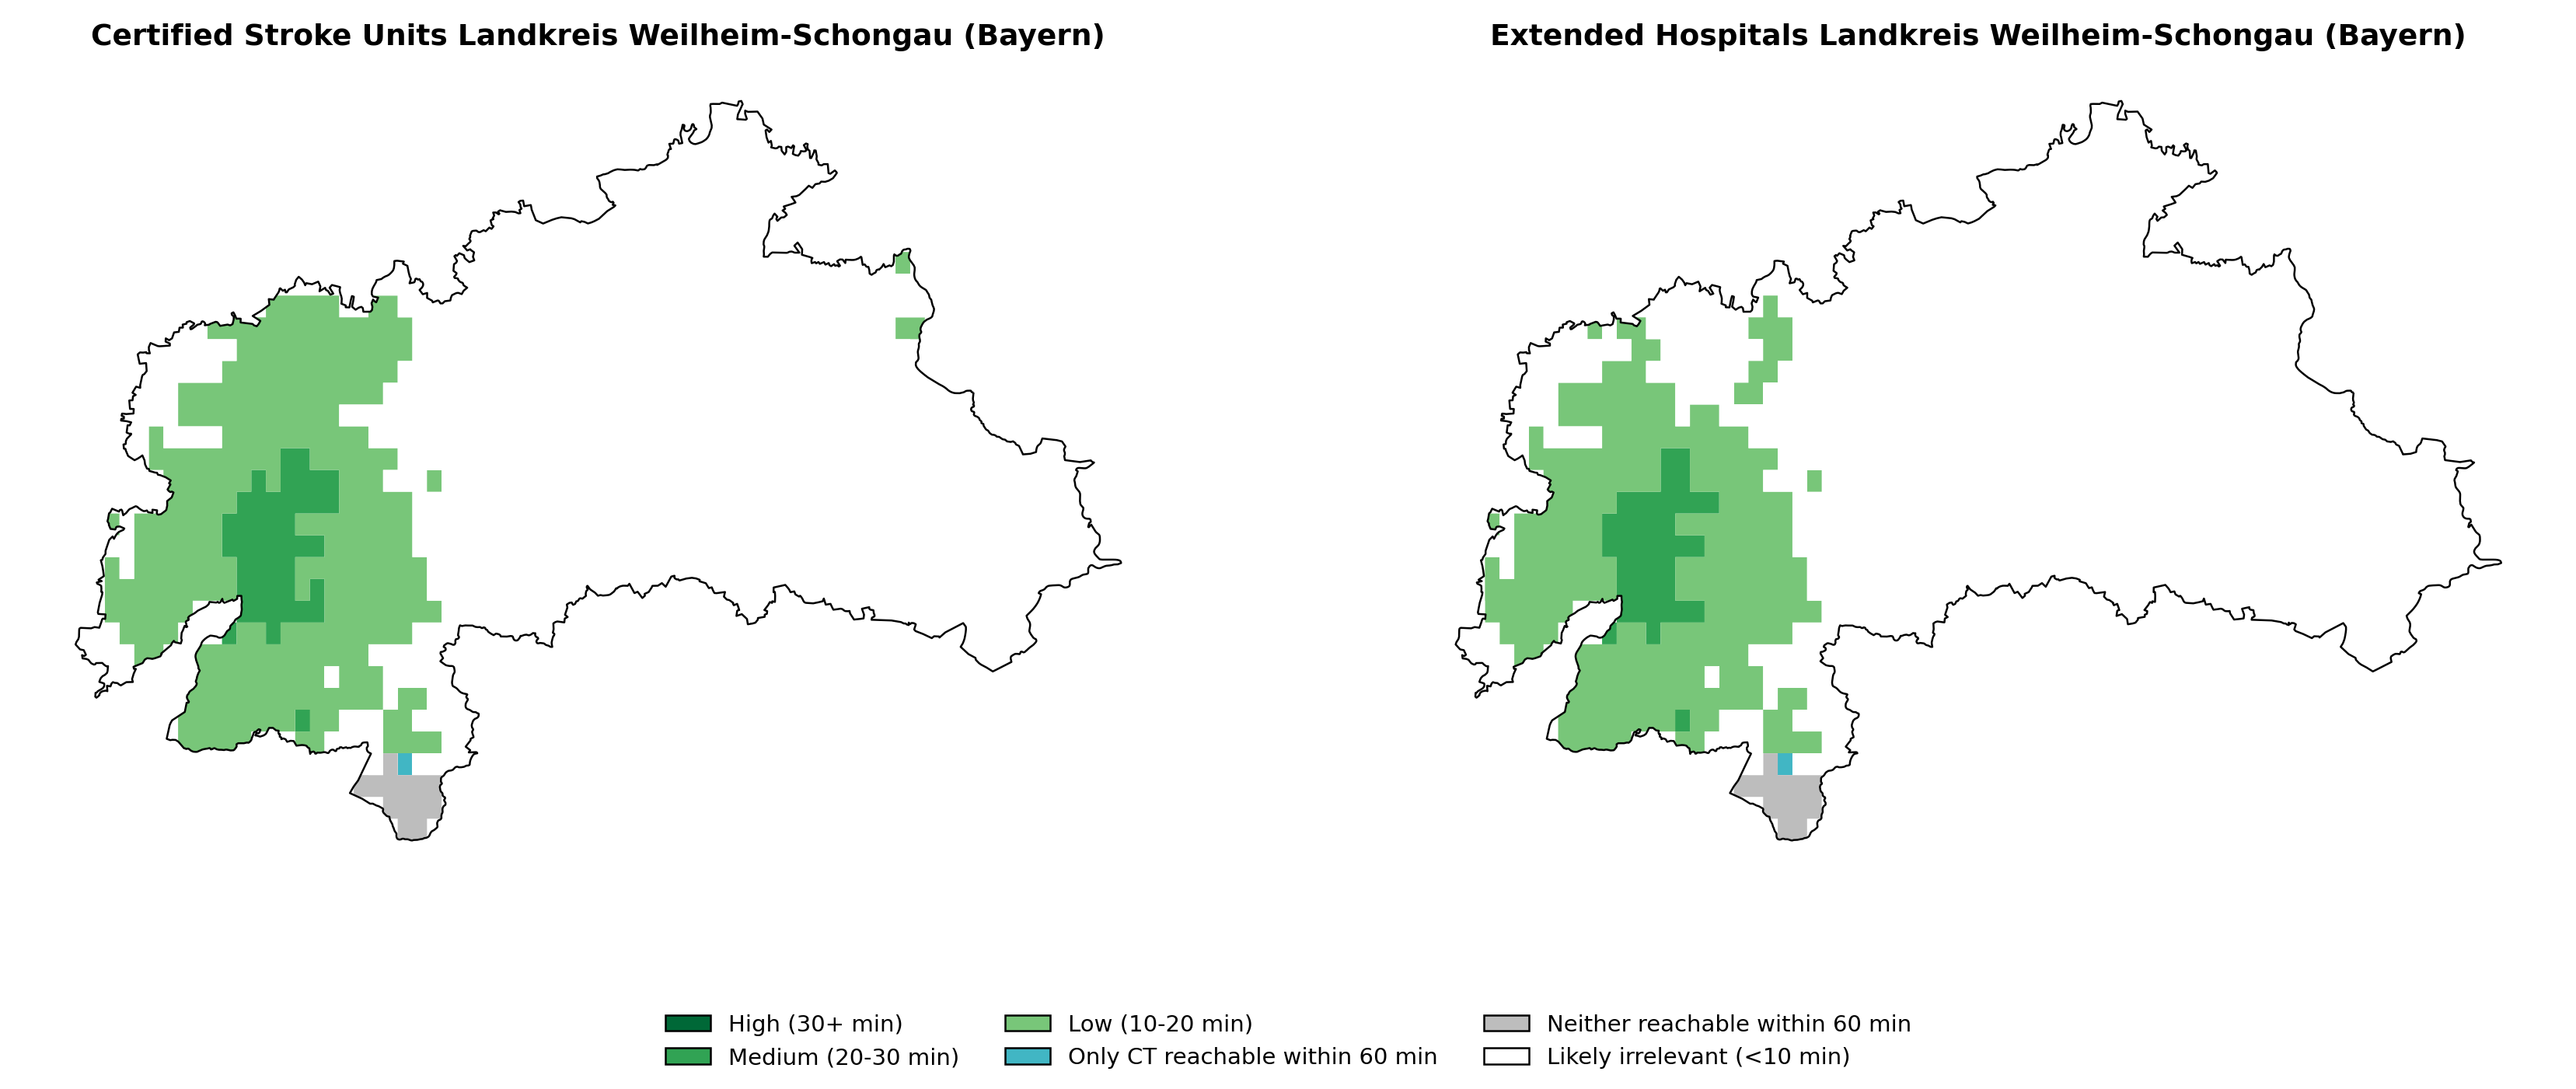 Certified Stroke Units Landkreis Weilheim-Schongau (Bayern)
Extended Hospitals Landkreis Weilheim-Schongau (Bayern)
High (30+ min)
Medium (20-30 min)
Low (10-20 min)
Only CT reachable within 60 min
Neither reachable within 60 min
Likely irrelevant (<10 min)